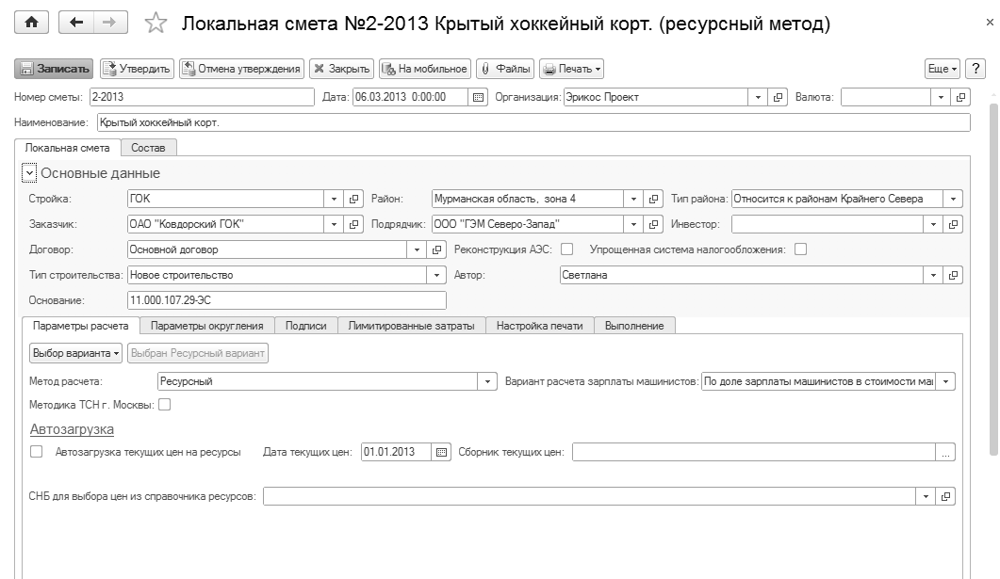 Локальная смета №2-2013 Крытый хоккейный корт. (ресурсный метод)
Записать Утвердить Отмена утверждения Закрыть На мобильное Файлы Печать Еще ?
Номер сметы: 2-2013 Дата: 06.03.2013 0:00:00 Организация: Эрикос Проект Валюта:
Наименование: Крытый хоккейный корт.
Локальная смета Состав
Основные данные
Стройка: ГОК Район: Мурманская область, зона 4 Тип района: Относится к районам Крайнего Севера
Заказчик: ОАО "Ковдорский ГОК" Подрядчик: ООО "ГЭМ Северо-Запад" Инвестор:
Договор: Основной договор Реконструкция АЭС: Упрощенная система налогообложения:
Тип строительства: Новое строительство Автор: Светлана
Основание: 11.000.107.29-ЭС
Параметры расчета Параметры округления Подписи Лимитированные затраты Настройка печати Выполнение
Выбор варианта Выбран Ресурсный вариант
Метод расчета: Ресурсный Вариант расчета зарплаты машинистов: По доле зарплаты машинистов в стоимости маш
Методика ТСН г. Москвы:
Автозагрузка
Автозагрузка текущих цен на ресурсы Дата текущих цен: 01.01.2013 Сборник текущих цен: ...
СНБ для выбора цен из справочника ресурсов: